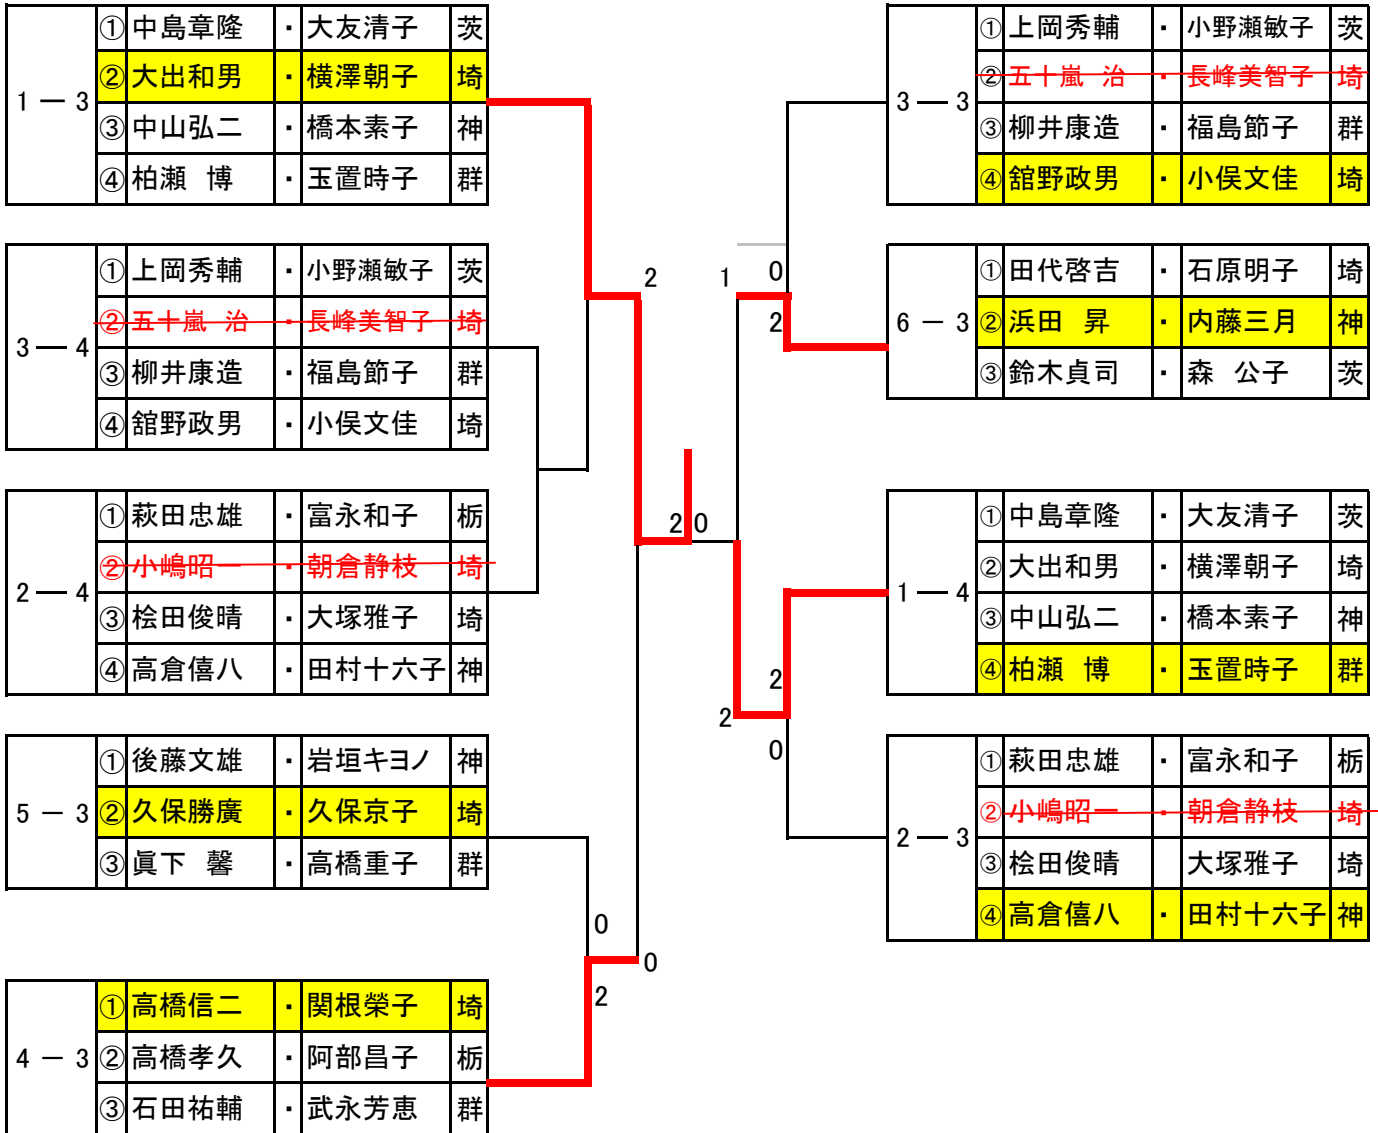 1 ― 3
① 中島章隆 ・ 大友清子 茨
② 大出和男 ・ 横澤朝子 埼
③ 中山弘二 ・ 橋本素子 神
④ 柏瀬 博 ・ 玉置時子 群
3 ― 4
① 上岡秀輔 ・ 小野瀬敏子 茨
② 五十嵐 治 ・ 長峰美智子 埼
③ 柳井康造 ・ 福島節子 群
④ 舘野政男 ・ 小俣文佳 埼
2 ― 4
① 萩田忠雄 ・ 富永和子 栃
② 小嶋昭一 ・ 朝倉静枝 埼
③ 桧田俊晴 ・ 大塚雅子 埼
④ 高倉僖八 ・ 田村十六子 神
5 ― 3
① 後藤文雄 ・ 岩垣キヨノ 神
② 久保勝廣 ・ 久保京子 埼
③ 眞下 馨 ・ 高橋重子 群
4 ― 3
① 高橋信二 ・ 関根榮子 埼
② 高橋孝久 ・ 阿部昌子 栃
③ 石田祐輔 ・ 武永芳恵 群
2
0
2
0
2 0
1
0
2
2
2
0
3 ― 3
① 上岡秀輔 ・ 小野瀬敏子 茨
② 五十嵐 治 ・ 長峰美智子 埼
③ 柳井康造 ・ 福島節子 群
④ 舘野政男 ・ 小俣文佳 埼
6 ― 3
① 田代啓吉 ・ 石原明子 埼
② 浜田 昇 ・ 内藤三月 神
③ 鈴木貞司 ・ 森 公子 茨
1 ― 4
① 中島章隆 ・ 大友清子 茨
② 大出和男 ・ 横澤朝子 埼
③ 中山弘二 ・ 橋本素子 神
④ 柏瀬 博 ・ 玉置時子 群
2 ― 3
① 萩田忠雄 ・ 富永和子 栃
② 小嶋昭一 ・ 朝倉静枝 埼
③ 桧田俊晴 大塚雅子 埼
④ 高倉僖八 ・ 田村十六子 神